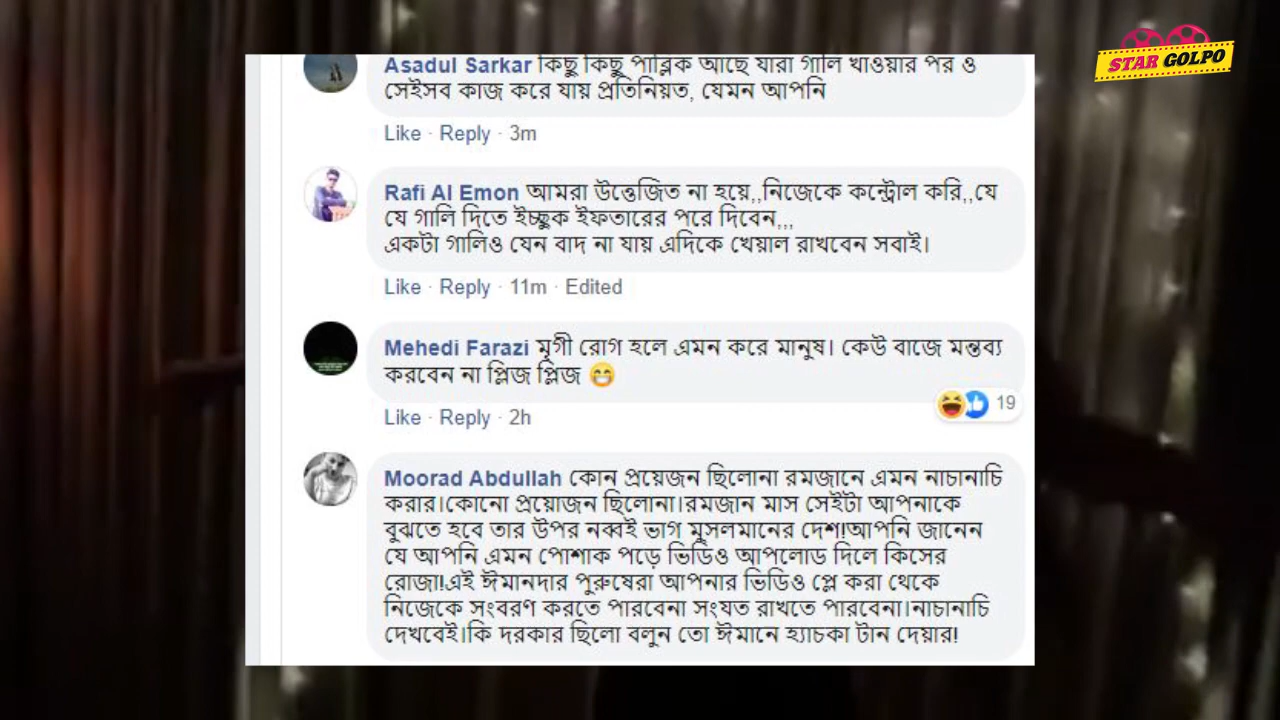 STAR GOLPO
Asadul Sarkar কিছু কিছু পাব্লিক আছে যারা গালি খাওয়ার পর ও
সেইসব কাজ করে যায় প্রতিনিয়ত, যেমন আপনি
Like · Reply · 3m
Rafi Al Emon আমরা উত্তেজিত না হয়ে,,নিজেকে কন্ট্রোল করি,,যে
যে গালি দিতে ইচ্ছুক ইফতারের পরে দিবেন,,,
একটা গালিও যেন বাদ না যায় এদিকে খেয়াল রাখবেন সবাই।
Like · Reply · 11m · Edited
Mehedi Farazi মৃগী রোগ হলে এমন করে মানুষ। কেউ বাজে মন্তব্য
করবেন না প্লিজ প্লিজ 😁
19
Like · Reply · 2h
Moorad Abdullah কোন প্রয়েজন ছিলোনা রমজানে এমন নাচানাচি
করার।কোনো প্রয়োজন ছিলোনা।রমজান মাস সেইটা আপনাকে
বুঝতে হবে তার উপর নব্বই ভাগ মুসলমানের দেশ!আপনি জানেন
যে আপনি এমন পোশাক পড়ে ভিডিও আপলোড দিলে কিসের
রোজা!এই ঈমানদার পুরুষেরা আপনার ভিডিও প্লে করা থেকে
নিজেকে সংবরণ করতে পারবেনা সংযত রাখতে পারবেনা।নাচানাচি
দেখবেই।কি দরকার ছিলো বলুন তো ঈমানে হ্যাচকা টান দেয়ার!